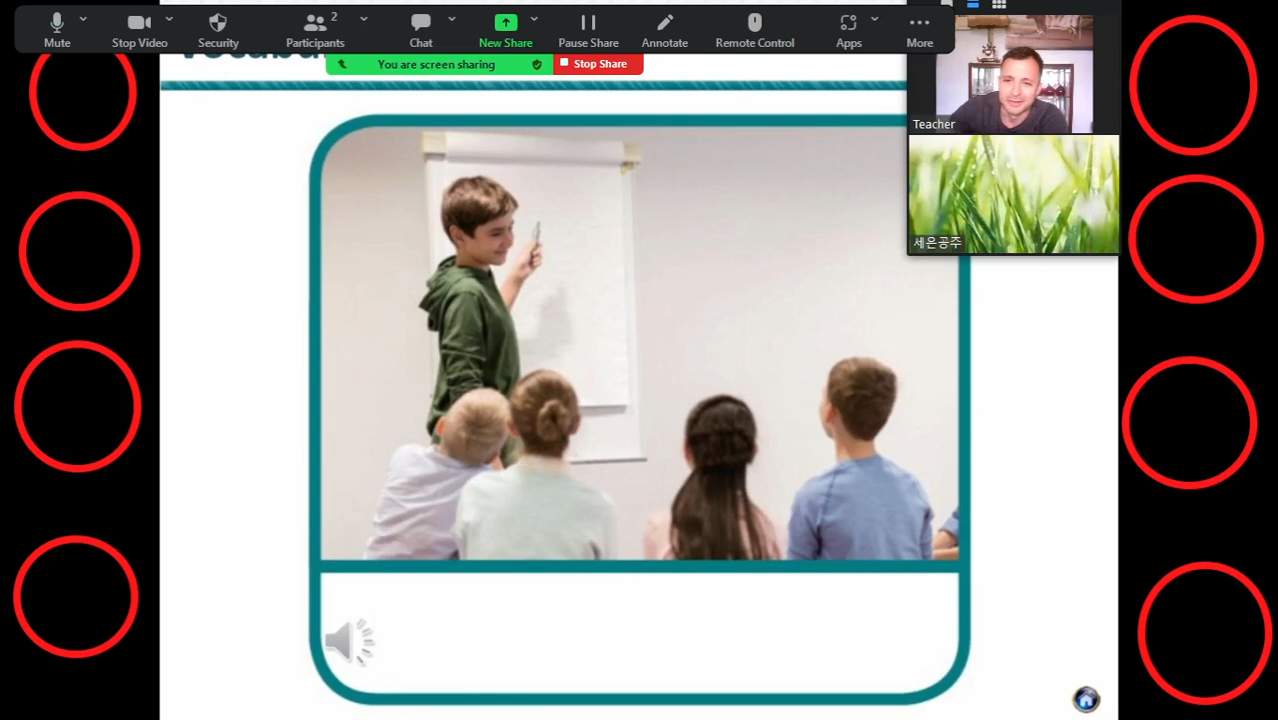 2
Mute Stop Video Security Participants Chat New Share Pause Share Annotate Remote Control Apps More
You are screen sharing Stop Share
Teacher
세은공주